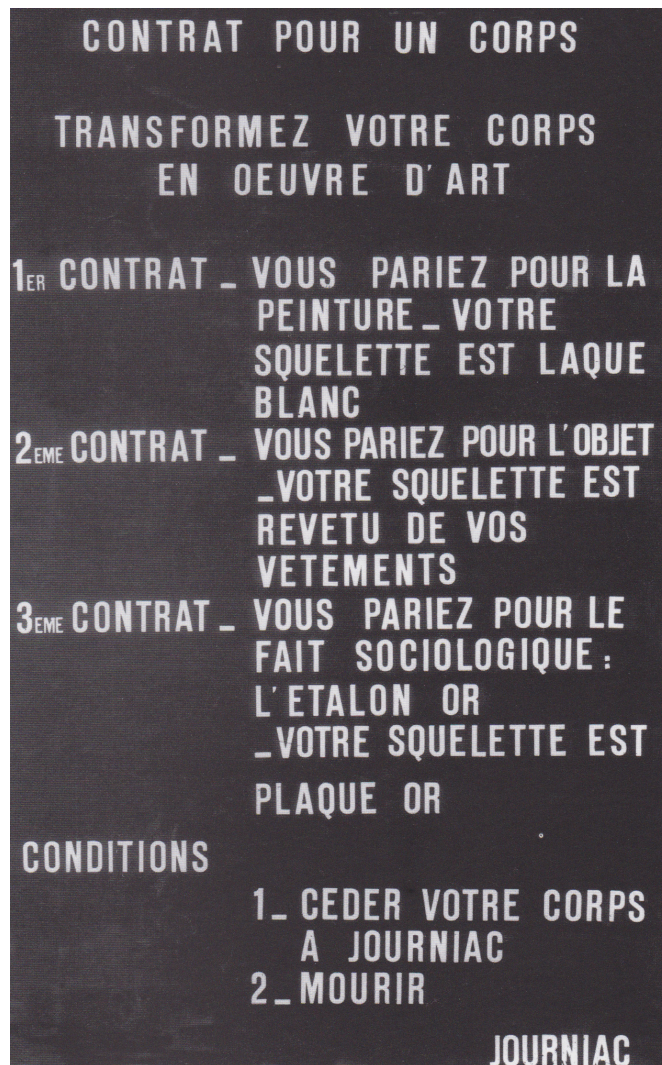 CONTRAT POUR UN CORPS
TRANSFORMEZ VOTRE CORPS
EN OEUVRE D'ART
1ER CONTRAT _ VOUS PARIEZ POUR LA
PEINTURE _ VOTRE
SQUELETTE EST LAQUE
BLANC
2EME CONTRAT _ VOUS PARIEZ POUR L'OBJET
_VOTRE SQUELETTE EST
REVETU DE VOS
VETEMENTS
3EME CONTRAT _ VOUS PARIEZ POUR LE
FAIT SOCIOLOGIQUE :
L'ETALON OR
_VOTRE SQUELETTE EST
PLAQUE OR
CONDITIONS
1_ CEDER VOTRE CORPS
A JOURNIAC
2_ MOURIR
JOURNIAC